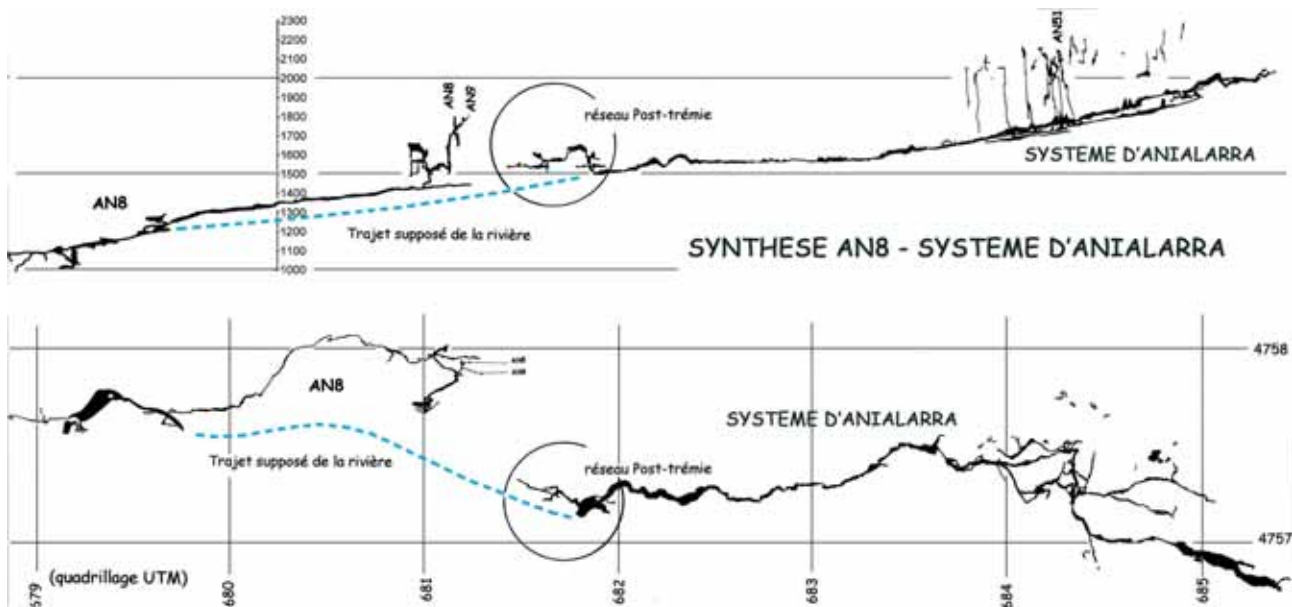 2300
2200
2100
2000
1900
1800
1700
1600
1500
1400
1300
1200
1100
1000
AN51
AN8
AN9
réseau Post-trémie
SYSTEME D'ANIALARRA
AN8
Trajet supposé de la rivière
SYNTHESE AN8 - SYSTEME D'ANIALARRA
4758
AN8
SYSTEME D'ANIALARRA
Trajet supposé de la rivière
réseau Post-trémie
4757
(quadrillage UTM)
679
680
681
682
683
684
685